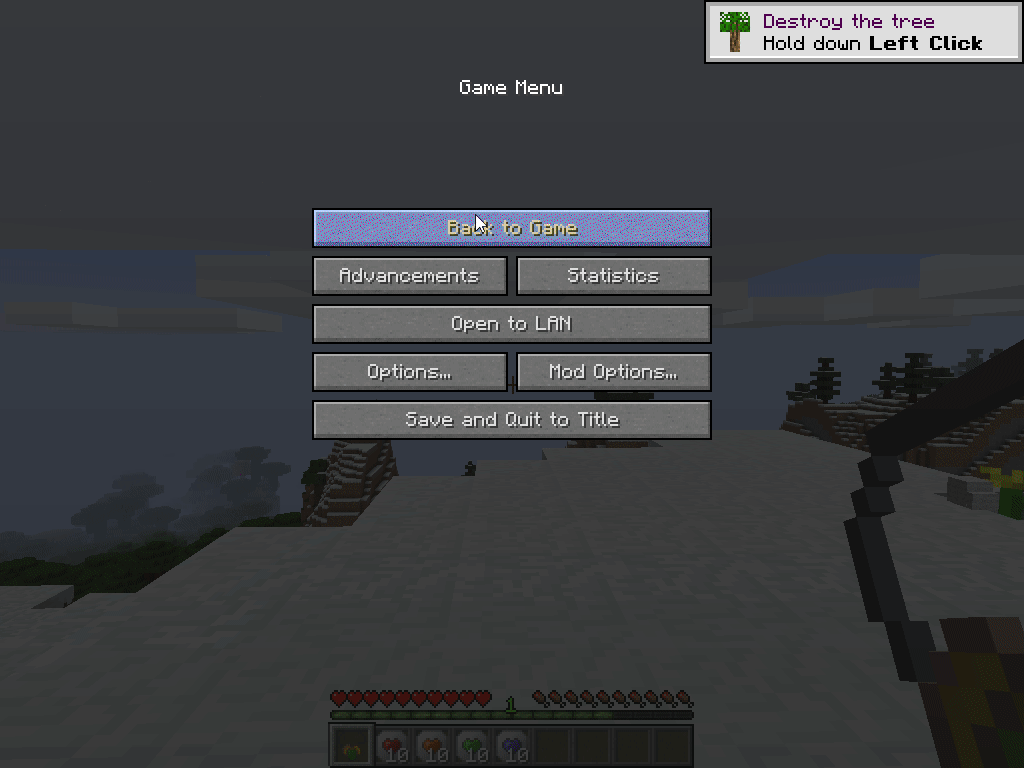 Destroy the tree
Hold down Left Click
Game Menu
Back to Game
Advancements
Statistics
Open to LAN
Options...
Mod Options...
Save and Quit to Title
1
10
10
10
10